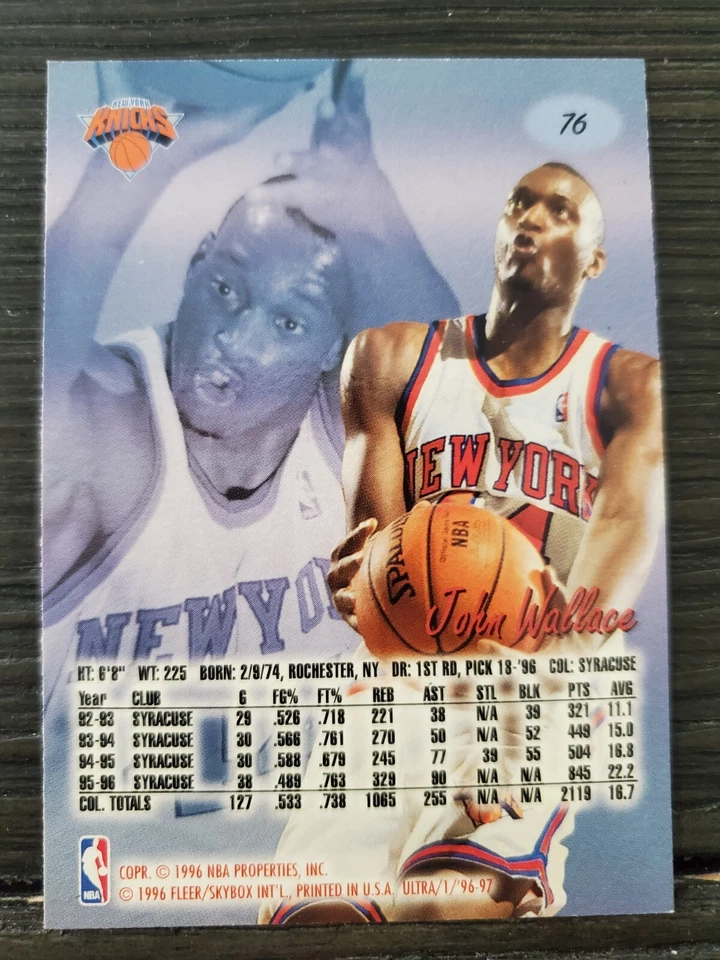 NEW YORK
KNICKS
76
NEW YORK
SPALDING
NBA
John Wallace
NEW YO
HT: 6'8" WT: 225 BORN: 2/9/74, ROCHESTER, NY DR: 1ST RD, PICK 18-'96 COL: SYRACUSE
Year CLUB G FG% FT% REB AST STL BLK PTS AVG
92-93 SYRACUSE 29 .526 .718 221 38 N/A 39 321 11.1
93-94 SYRACUSE 30 .566 .761 270 50 N/A 52 449 15.0
94-95 SYRACUSE 30 .588 .679 245 77 39 55 504 16.8
95-96 SYRACUSE 38 .489 .763 329 90 N/A N/A 845 22.2
COL. TOTALS 127 .533 .738 1065 255 N/A N/A 2119 16.7
NBA
COPR. © 1996 NBA PROPERTIES, INC.
© 1996 FLEER/SKYBOX INT'L., PRINTED IN U.S.A. ULTRA/1/'96-97